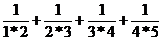 1/1*2 + 1/2*3 + 1/3*4 + 1/4*5